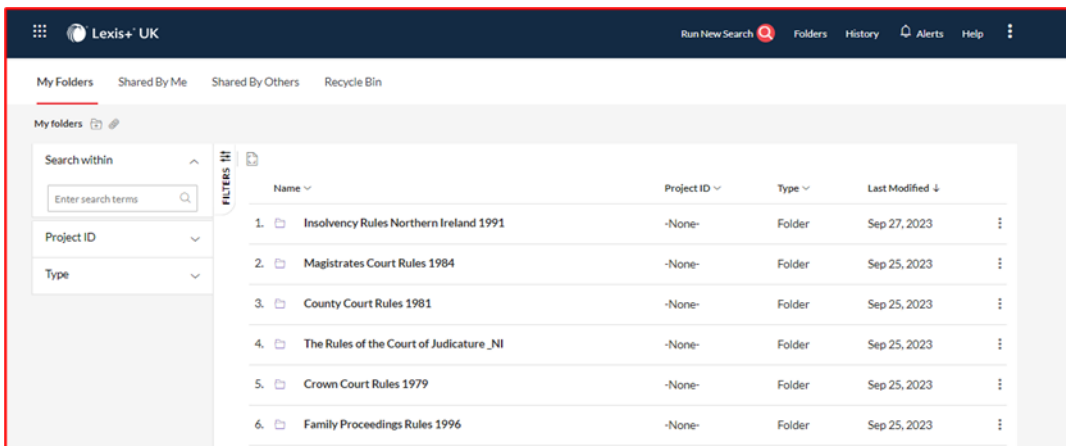 Lexis+ UK Run New Search Folders History Alerts Help
My Folders Shared By Me Shared By Others Recycle Bin
My folders
Search within
Enter search terms
Project ID
Type
FILTERS
Name Project ID Type Last Modified
1. Insolvency Rules Northern Ireland 1991 -None- Folder Sep 27, 2023
2. Magistrates Court Rules 1984 -None- Folder Sep 25, 2023
3. County Court Rules 1981 -None- Folder Sep 25, 2023
4. The Rules of the Court of Judicature _NI -None- Folder Sep 25, 2023
5. Crown Court Rules 1979 -None- Folder Sep 25, 2023
6. Family Proceedings Rules 1996 -None- Folder Sep 25, 2023